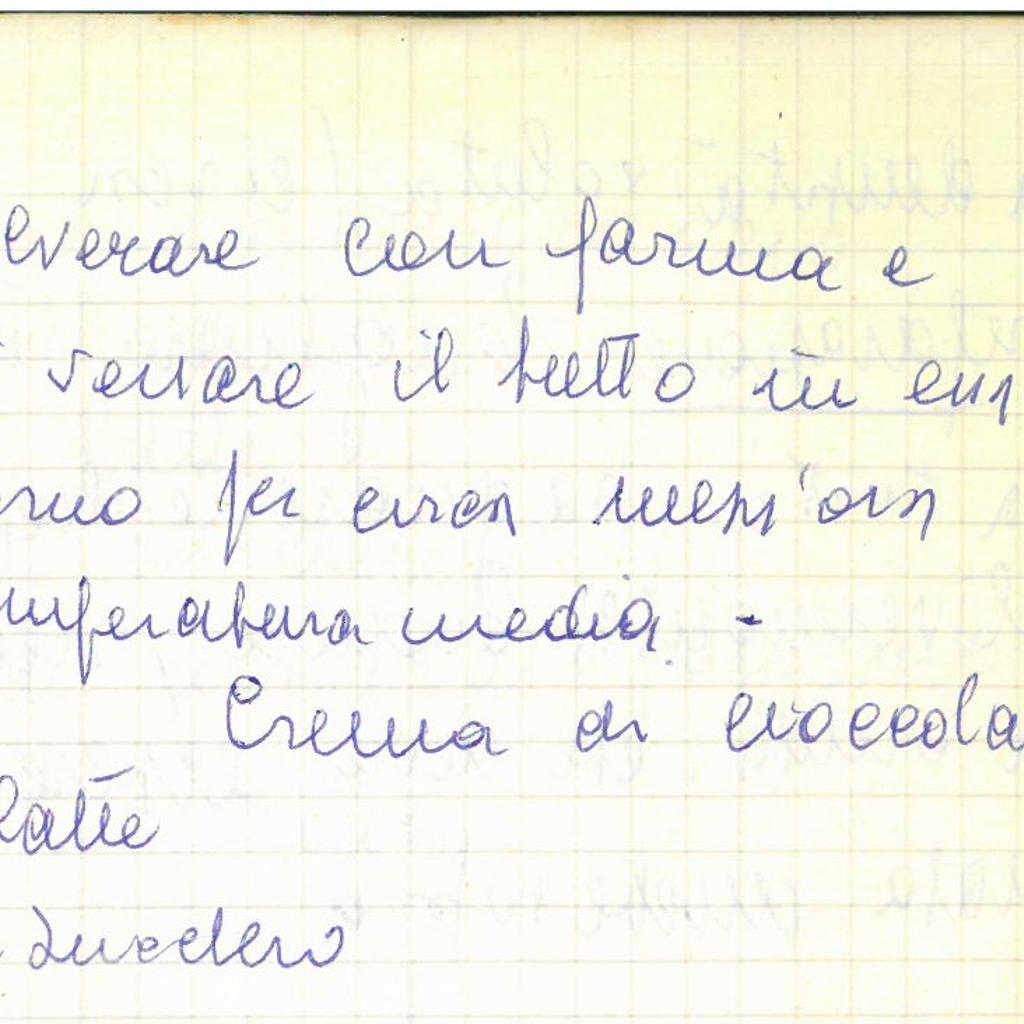 lverare con farina e
i versare il tutto in essa
rno per circa mezz'ora
mperatura media -
Crema di cioccola
latte
zucchero